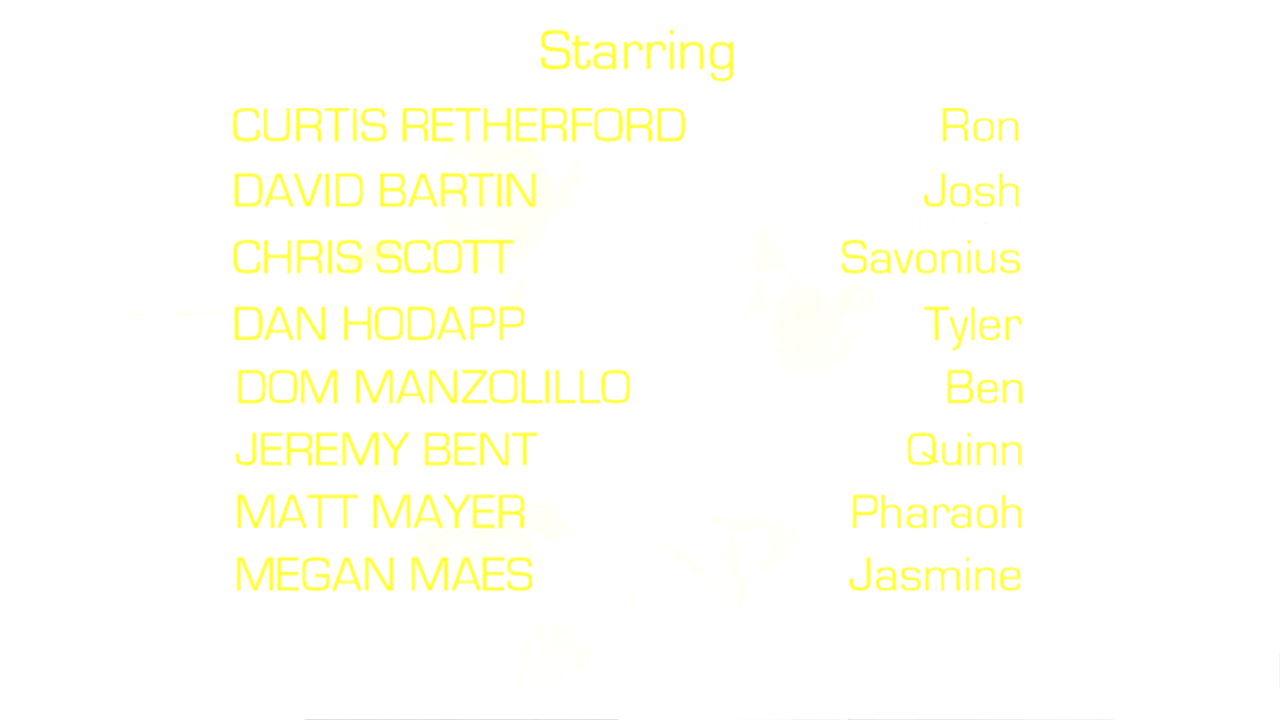 Starring
CURTIS RETHERFORD Ron
DAVID BARTIN Josh
CHRIS SCOTT Savonius
DAN HODAPP Tyler
DOM MANZOLILLO Ben
JEREMY BENT Quinn
MATT MAYER Pharaoh
MEGAN MAES Jasmine